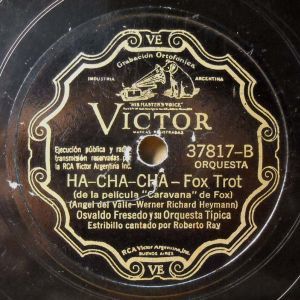 VE
Grabación Ortofónica
INDUSTRIA ARGENTINA
"HIS MASTER'S VOICE"
VICTOR
MARCAS REGISTRADAS
Ejecución pública y radio
transmisión reservadas por
la RCA Victor Argentina Inc.
37817-B
ORQUESTA
HA-CHA-CHA - Fox Trot
(de la película "Caravana" de Fox)
(Angel del Valle-Werner Richard Heymann)
Osvaldo Fresedo y su Orquesta Típica
Estribillo cantado por Roberto Ray
RCA Victor Argentina, Inc.
BUENOS AIRES
VE